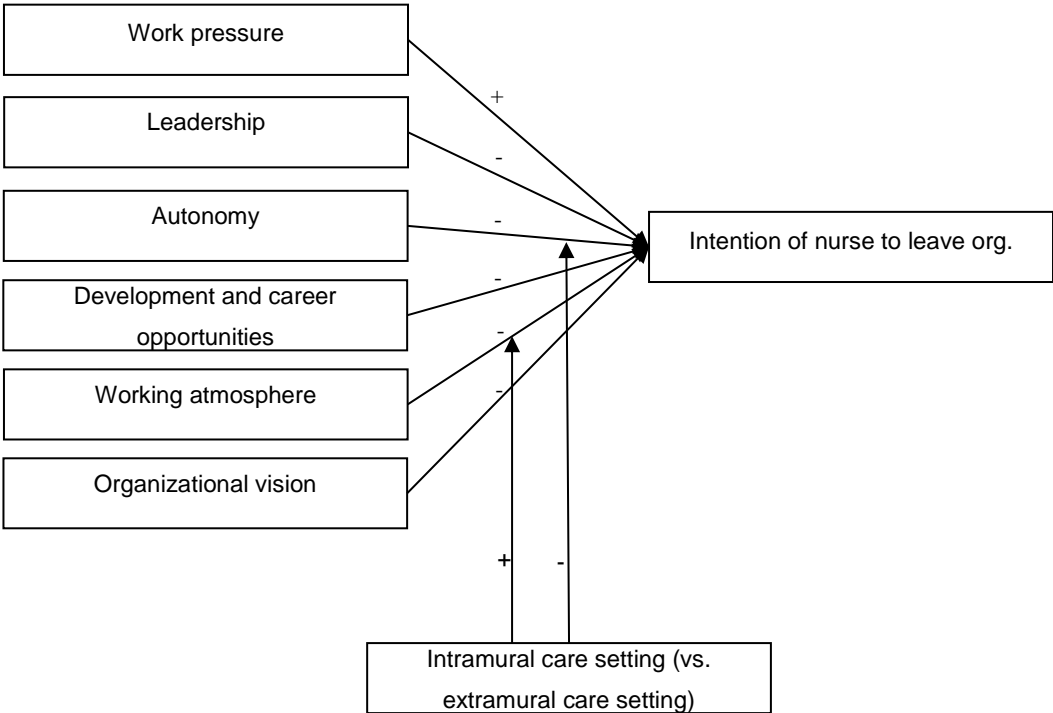 Work pressure
+
Leadership
-
Autonomy
-
Intention of nurse to leave org.
Development and career
opportunities
-
-
Working atmosphere
-
Organizational vision
+
-
Intramural care setting (vs.
extramural care setting)